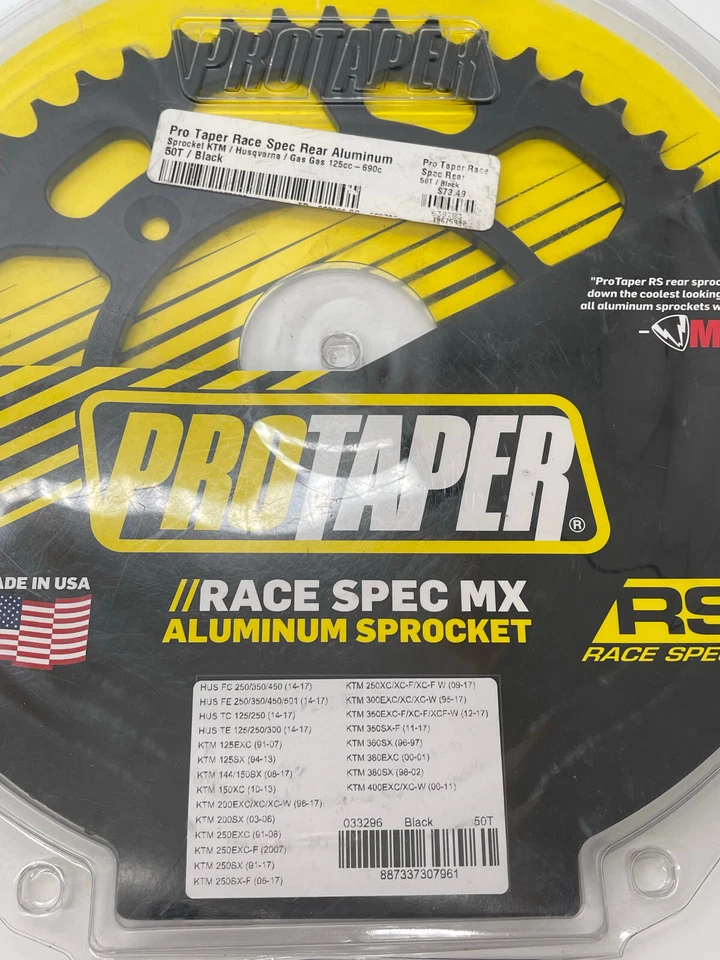 PROTAPER
Pro Taper Race Spec Rear Aluminum
Sprocket KTM / Husqvarna / Gas Gas 125cc - 690c
50T / Black
Pro Taper Race
Spec Rear
50T / Black
$73.49
"ProTaper RS rear sproc
down the coolest looking
all aluminum sprockets w
- M
PROTAPER®
ADE IN USA
//RACE SPEC MX
ALUMINUM SPROCKET
RS
RACE SPEC
HUS FC 250/350/450 (14-17)
HUS FE 250/350/450/501 (14-17)
HUS TC 125/250 (14-17)
HUS TE 125/250/300 (14-17)
KTM 125EXC (91-07)
KTM 125SX (94-13)
KTM 144/150SX (08-17)
KTM 150XC (10-13)
KTM 200EXC/XC/XC-W (98-17)
KTM 200SX (03-06)
KTM 250EXC (91-08)
KTM 250EXC-F (2007)
KTM 250SX (91-17)
KTM 250SX-F (05-17)
KTM 250XC/XC-F/XC-F W (09-17)
KTM 300EXC/XC/XC-W (95-17)
KTM 350EXC-F/XC-F/XCF-W (12-17)
KTM 350SX-F (11-17)
KTM 360SX (96-97)
KTM 380EXC (00-01)
KTM 380SX (98-02)
KTM 400EXC/XC-W (00-11)
033296 Black 50T
887337307961